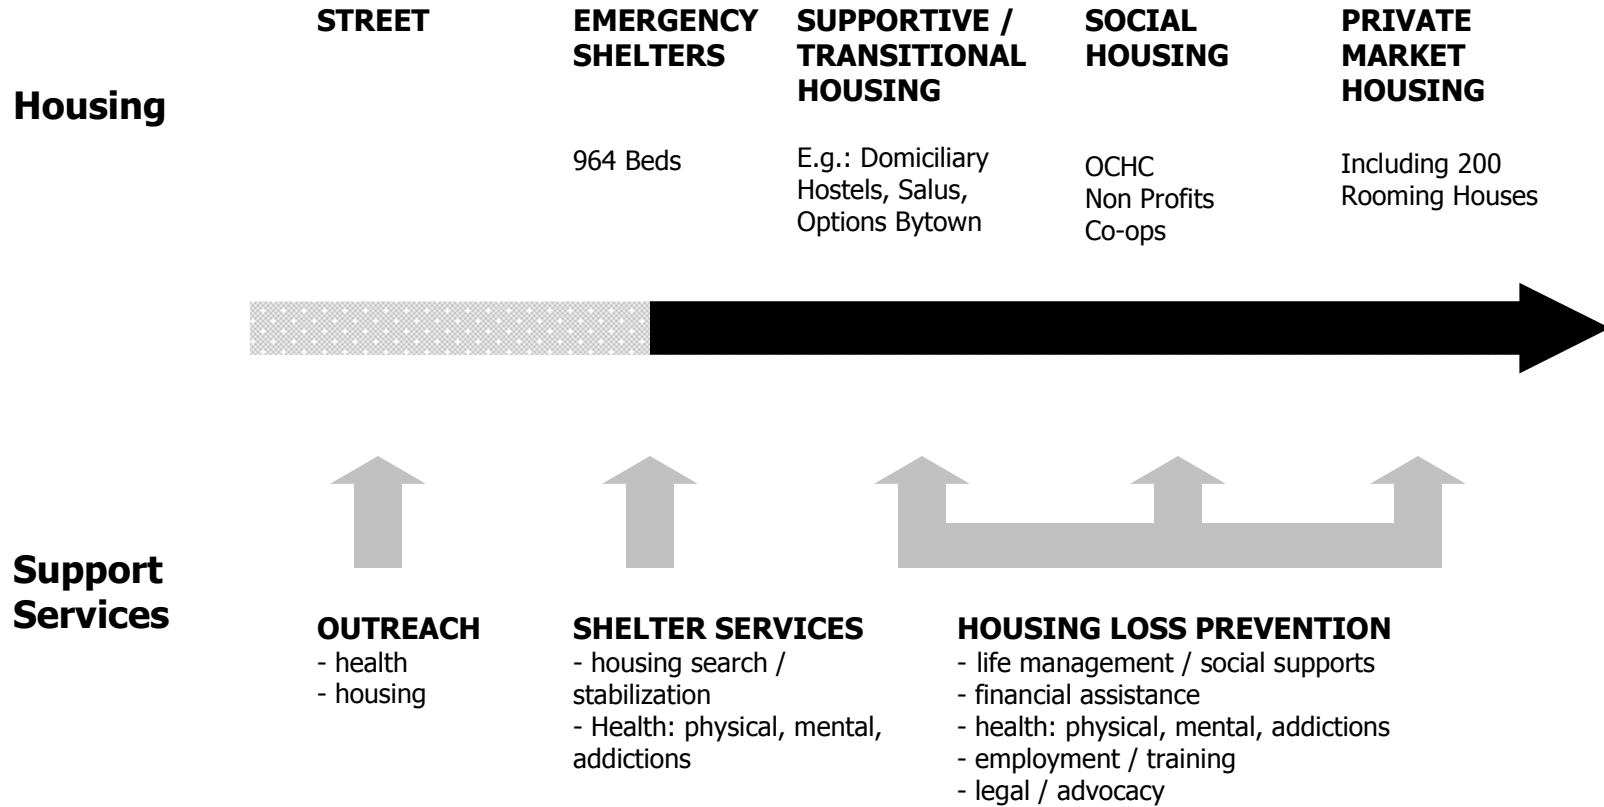 Housing
STREET
EMERGENCY
SHELTERS
964 Beds
SUPPORTIVE /
TRANSITIONAL
HOUSING
E.g.: Domiciliary
Hostels, Salus,
Options Bytown
SOCIAL
HOUSING
OCHC
Non Profits
Co-ops
PRIVATE
MARKET
HOUSING
Including 200
Rooming Houses
Support
Services
OUTREACH
- health
- housing
SHELTER SERVICES
- housing search /
stabilization
- Health: physical, mental,
addictions
HOUSING LOSS PREVENTION
- life management / social supports
- financial assistance
- health: physical, mental, addictions
- employment / training
- legal / advocacy